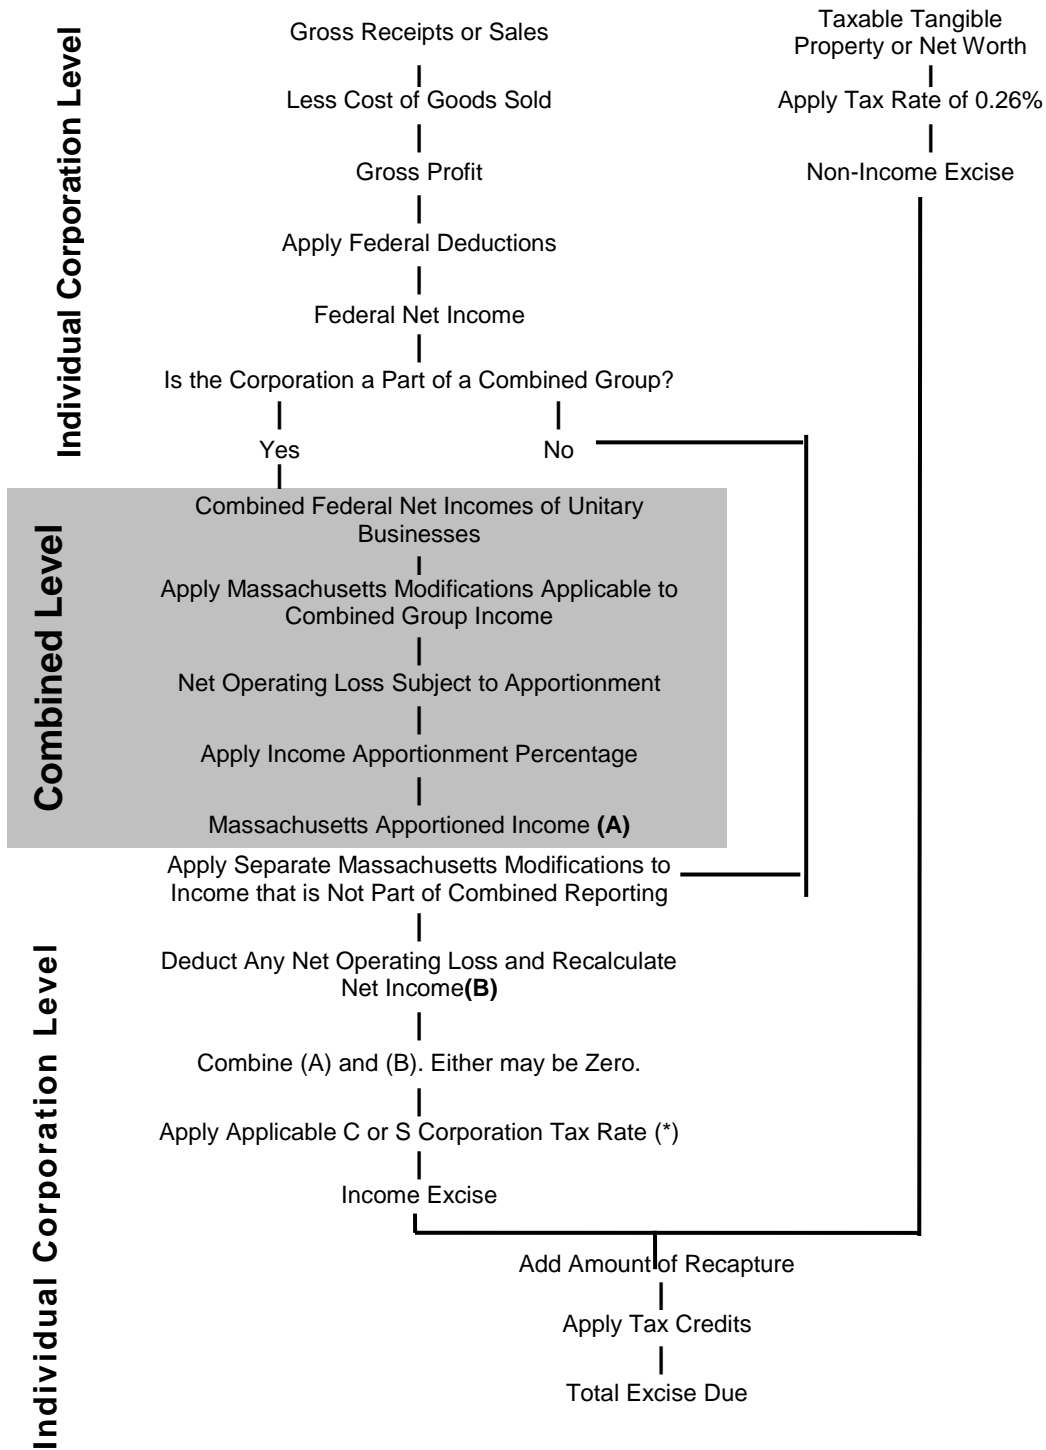 Individual Corporation Level
Gross Receipts or Sales
Less Cost of Goods Sold
Gross Profit
Apply Federal Deductions
Federal Net Income
Is the Corporation a Part of a Combined Group?
Yes
No
Taxable Tangible
Property or Net Worth
Apply Tax Rate of 0.26%
Non-Income Excise
Combined Level
Combined Federal Net Incomes of Unitary
Businesses
Apply Massachusetts Modifications Applicable to
Combined Group Income
Net Operating Loss Subject to Apportionment
Apply Income Apportionment Percentage
Massachusetts Apportioned Income (A)
Individual Corporation Level
Apply Separate Massachusetts Modifications to
Income that is Not Part of Combined Reporting
Deduct Any Net Operating Loss and Recalculate
Net Income(B)
Combine (A) and (B). Either may be Zero.
Apply Applicable C or S Corporation Tax Rate (*)
Income Excise
Add Amount of Recapture
Apply Tax Credits
Total Excise Due